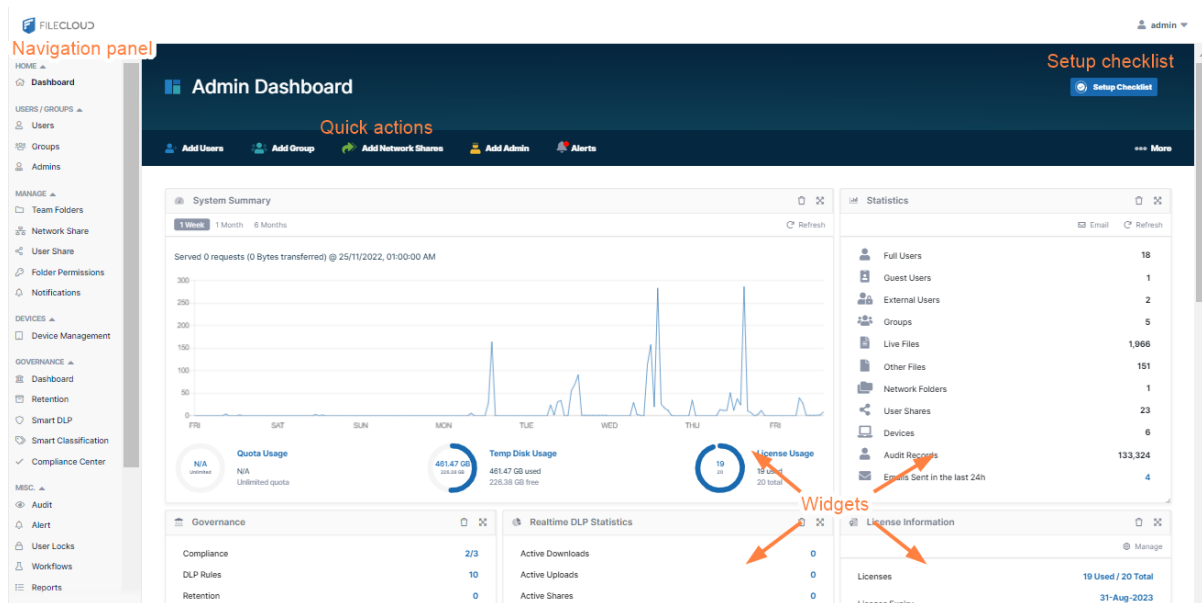 FILECLOUD
admin
Navigation panel
HOME
Dashboard
USERS / GROUPS
Users
Groups
Admins
MANAGE
Team Folders
Network Share
User Share
Folder Permissions
Notifications
DEVICES
Device Management
GOVERNANCE
Dashboard
Retention
Smart DLP
Smart Classification
Compliance Center
MISC.
Audit
Alert
User Locks
Workflows
Reports
Admin Dashboard
Setup checklist
Setup Checklist
Quick actions
Add Users Add Group Add Network Shares Add Admin Alerts More
System Summary
1 Week 1 Month 6 Months Refresh
Served 0 requests (0 Bytes transferred) @ 25/11/2022, 01:00:00 AM
300
250
200
150
100
50
0
FRI SAT SUN MON TUE WED THU FRI
N/A
Unlimited
Quota Usage
N/A
Unlimited quota
461.47 GB
226.38 GB
Temp Disk Usage
461.47 GB used
226.38 GB free
19
20
License Usage
19 used
20 total
Statistics
Email Refresh
Full Users 18
Guest Users 1
External Users 2
Groups 5
Live Files 1,966
Other Files 151
Network Folders 1
User Shares 23
Devices 6
Audit Records 133,324
Emails Sent in the last 24h 4
Widgets
Governance
Compliance 2/3
DLP Rules 10
Retention 0
Realtime DLP Statistics
Active Downloads 0
Active Uploads 0
Active Shares 0
License Information
Manage
Licenses 19 Used / 20 Total
License Expiry 31-Aug-2023